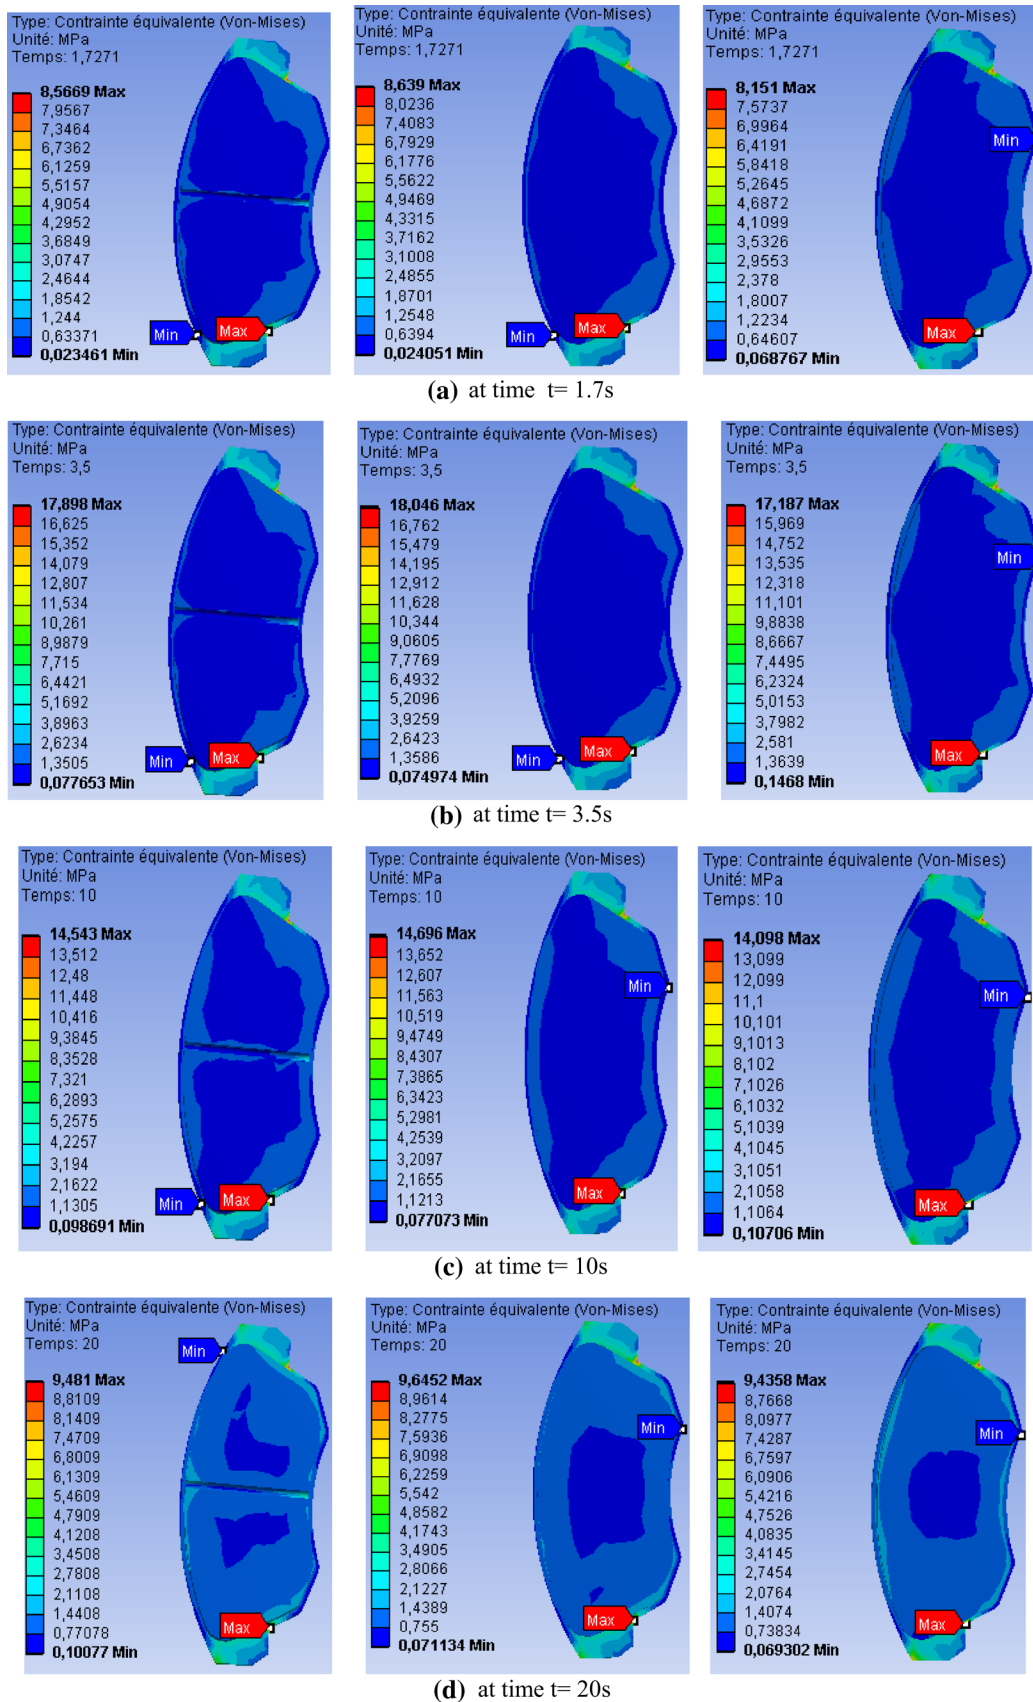 Type: Contrainte équivalente (Von-Mises)
Unité: MPa
Temps: 1,7271
8,5669 Max
7,9567
7,3464
6,7362
6,1259
5,5157
4,9054
4,2952
3,6849
3,0747
2,4644
1,8542
1,244
0,63371
0,023461 Min
Min
Max
Type: Contrainte équivalente (Von-Mises)
Unité: MPa
Temps: 1,7271
8,639 Max
8,0236
7,4083
6,7929
6,1776
5,5622
4,9469
4,3315
3,7162
3,1008
2,4855
1,8701
1,2548
0,6394
0,024051 Min
Min
Max
Type: Contrainte équivalente (Von-Mises)
Unité: MPa
Temps: 1,7271
8,151 Max
7,5737
6,9964
6,4191
5,8418
5,2645
4,6872
4,1099
3,5326
2,9553
2,378
1,8007
1,2234
0,64607
0,068767 Min
Min
Max
(a) at time t= 1.7s
Type: Contrainte équivalente (Von-Mises)
Unité: MPa
Temps: 3,5
17,898 Max
16,625
15,352
14,079
12,807
11,534
10,261
8,9879
7,715
6,4421
5,1692
3,8963
2,6234
1,3505
0,077653 Min
Min
Max
Type: Contrainte équivalente (Von-Mises)
Unité: MPa
Temps: 3,5
18,046 Max
16,762
15,479
14,195
12,912
11,628
10,344
9,0605
7,7769
6,4932
5,2096
3,9259
2,6423
1,3586
0,074974 Min
Min
Max
Type: Contrainte équivalente (Von-Mises)
Unité: MPa
Temps: 3,5
17,187 Max
15,969
14,752
13,535
12,318
11,101
9,8838
8,6667
7,4495
6,2324
5,0153
3,7982
2,581
1,3639
0,1468 Min
Min
Max
(b) at time t= 3.5s
Type: Contrainte équivalente (Von-Mises)
Unité: MPa
Temps: 10
14,543 Max
13,512
12,48
11,448
10,416
9,3845
8,3528
7,321
6,2893
5,2575
4,2257
3,194
2,1622
1,1305
0,098691 Min
Min
Max
Type: Contrainte équivalente (Von-Mises)
Unité: MPa
Temps: 10
14,696 Max
13,652
12,607
11,563
10,519
9,4749
8,4307
7,3865
6,3423
5,2981
4,2539
3,2097
2,1655
1,1213
0,077073 Min
Min
Max
Type: Contrainte équivalente (Von-Mises)
Unité: MPa
Temps: 10
14,098 Max
13,099
12,099
11,1
10,101
9,1013
8,102
7,1026
6,1032
5,1039
4,1045
3,1051
2,1058
1,1064
0,10706 Min
Min
Max
(c) at time t= 10s
Type: Contrainte équivalente (Von-Mises)
Unité: MPa
Temps: 20
9,481 Max
8,8109
8,1409
7,4709
6,8009
6,1309
5,4609
4,7909
4,1208
3,4508
2,7808
2,1108
1,4408
0,77078
0,10077 Min
Min
Max
Type: Contrainte équivalente (Von-Mises)
Unité: MPa
Temps: 20
9,6452 Max
8,9614
8,2775
7,5936
6,9098
6,2259
5,542
4,8582
4,1743
3,4905
2,8066
2,1227
1,4389
0,755
0,071134 Min
Min
Max
Type: Contrainte équivalente (Von-Mises)
Unité: MPa
Temps: 20
9,4358 Max
8,7668
8,0977
7,4287
6,7597
6,0906
5,4216
4,7526
4,0835
3,4145
2,7454
2,0764
1,4074
0,73834
0,069302 Min
Min
Max
(d) at time t= 20s